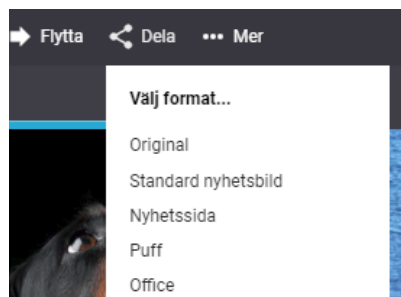 Flytta Dela Mer
Välj format...
Original
Standard nyhetsbild
Nyhetssida
Puff
Office